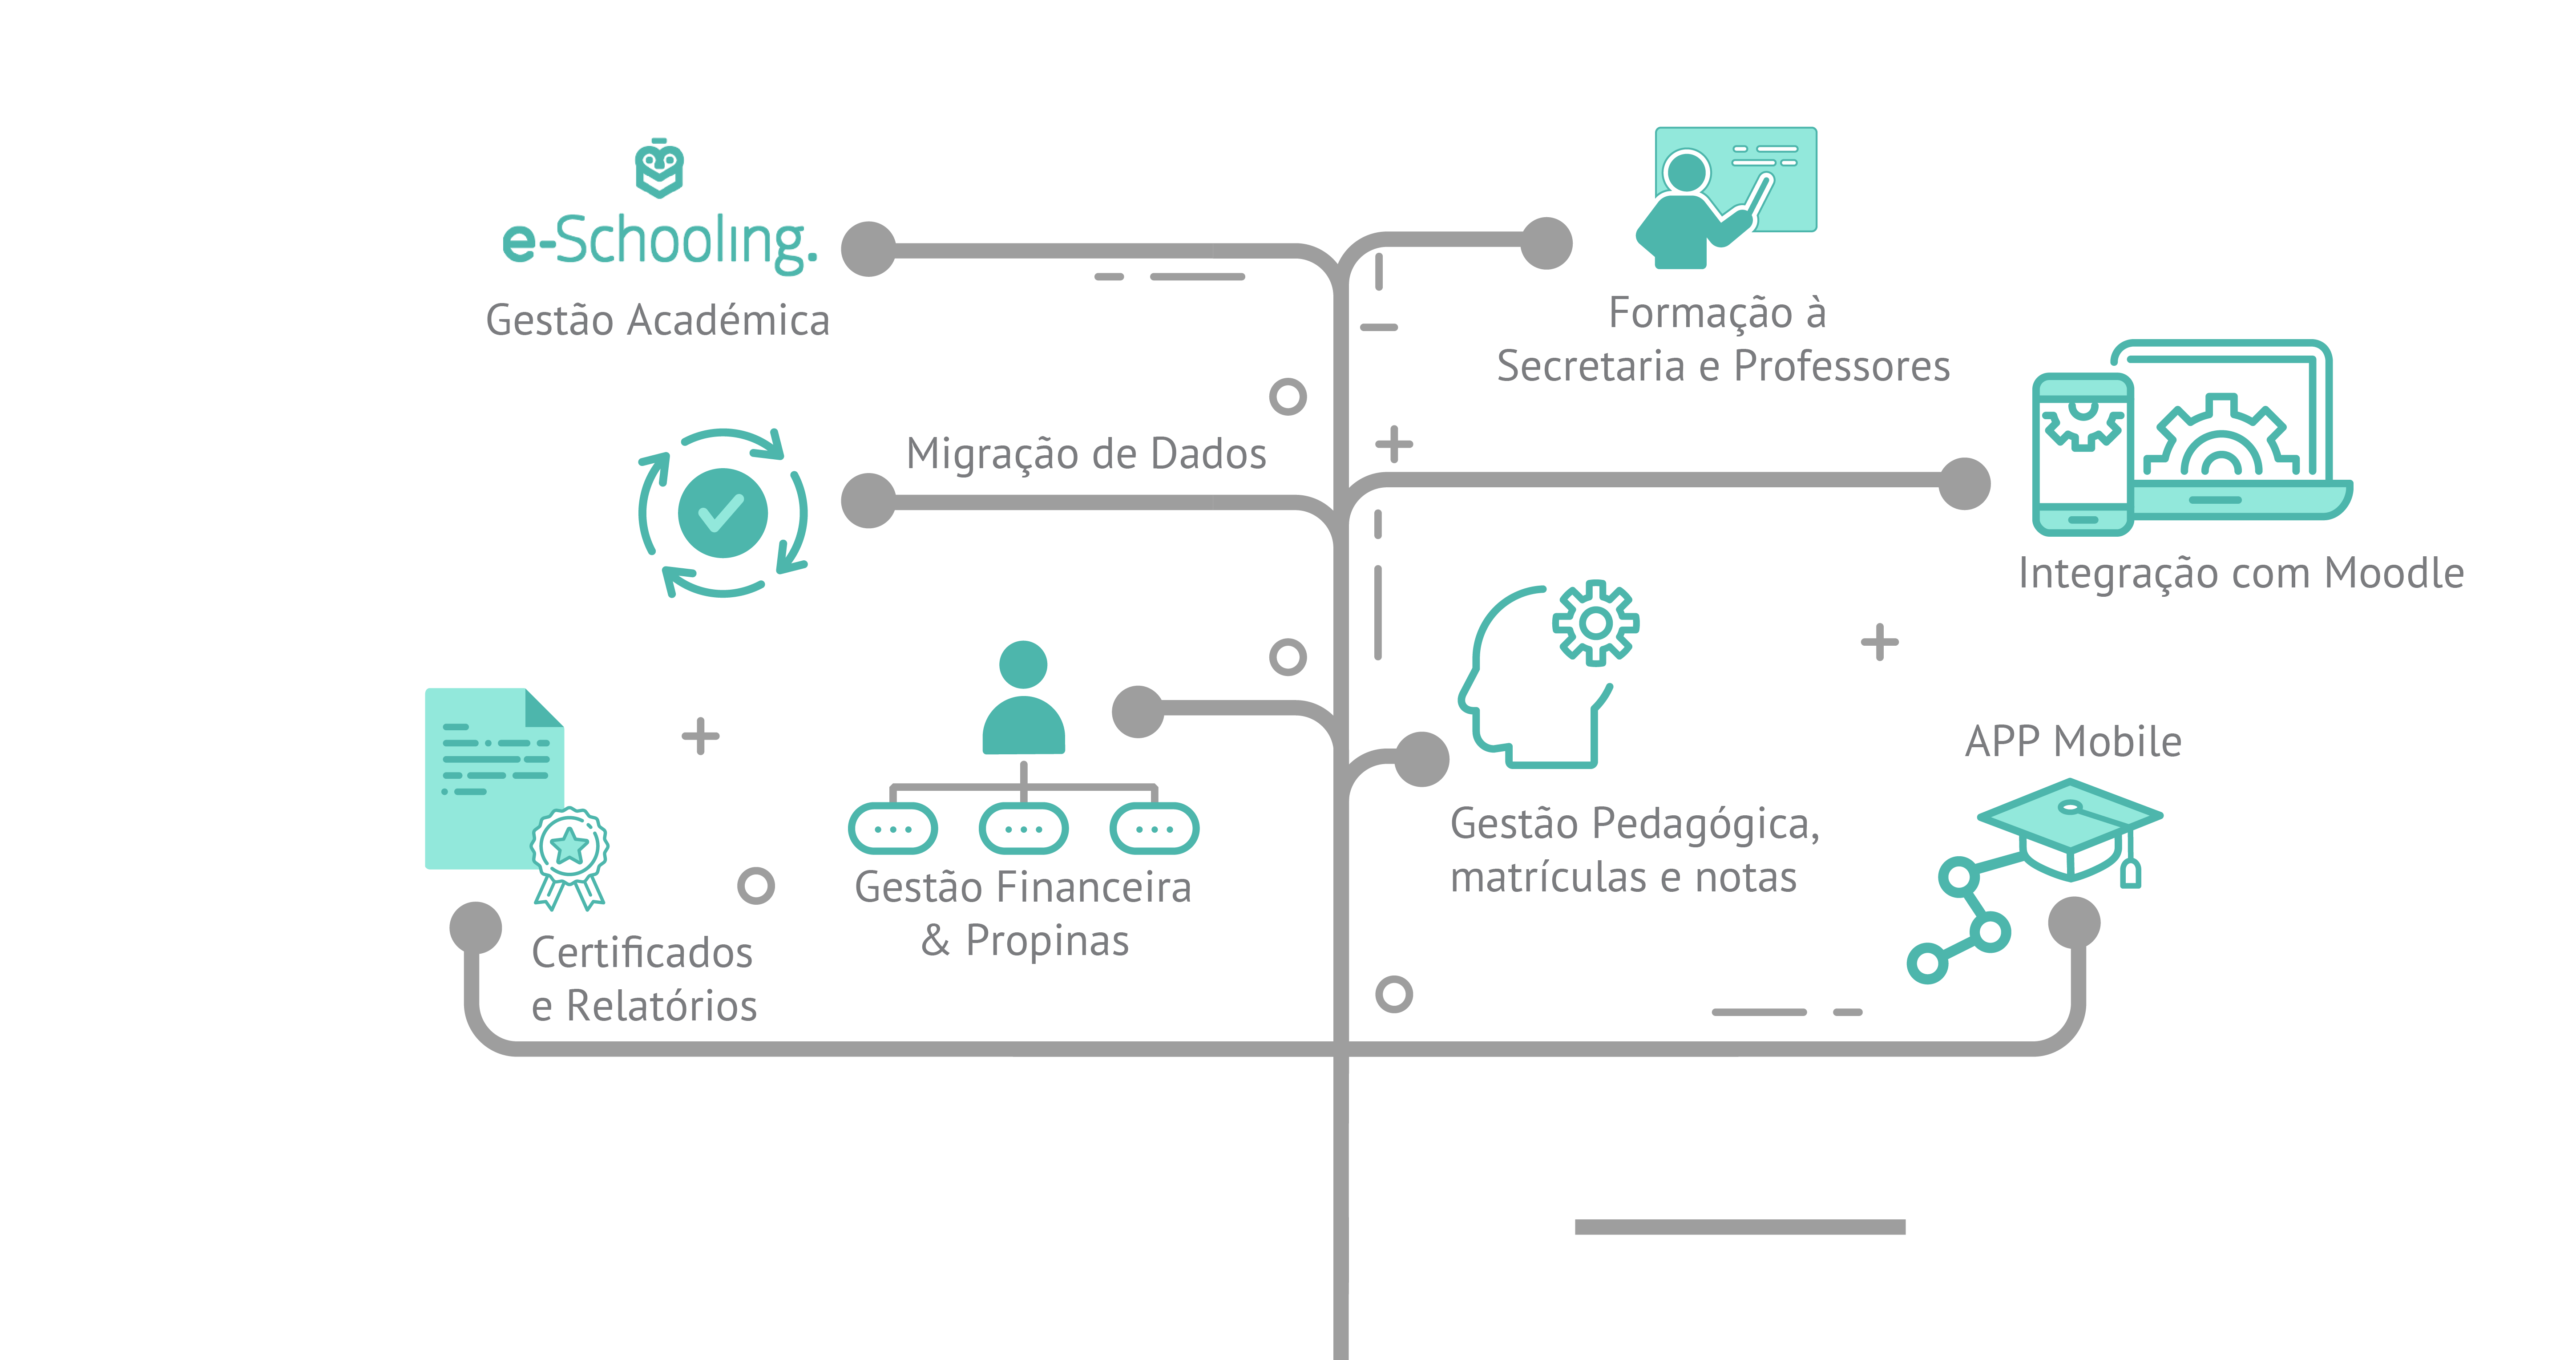 e-Schooling.
Gestão Académica
Formação à
Secretaria e Professores
Migração de Dados
Integração com Moodle
Gestão Financeira
& Propinas
Gestão Pedagógica,
matrículas e notas
APP Mobile
Certificados
e Relatórios